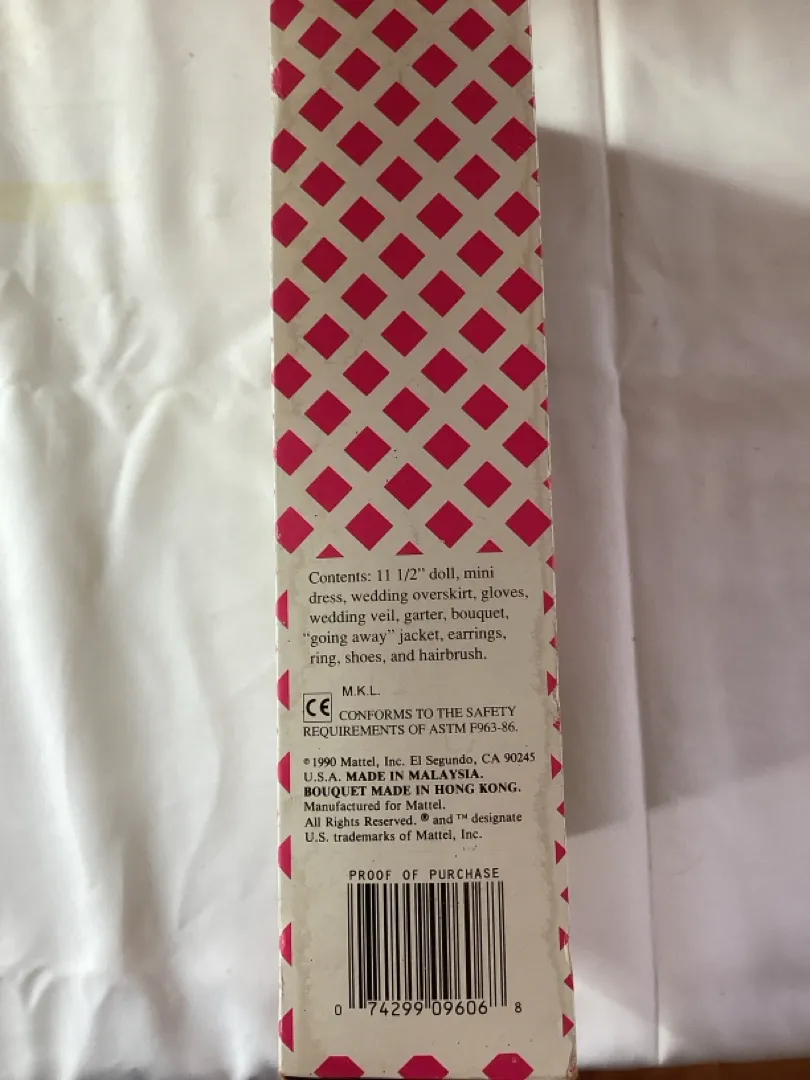 Contents: 11 1/2” doll, mini
dress, wedding overskirt, gloves,
wedding veil, garter, bouquet,
“going away” jacket, earrings,
ring, shoes, and hairbrush.
M.K.L.
CE CONFORMS TO THE SAFETY
REQUIREMENTS OF ASTM F963-86.
©1990 Mattel, Inc. El Segundo, CA 90245
U.S.A. MADE IN MALAYSIA.
BOUQUET MADE IN HONG KONG.
Manufactured for Mattel.
All Rights Reserved. ® and ™ designate
U.S. trademarks of Mattel, Inc.
PROOF OF PURCHASE
0 74299 09606 8